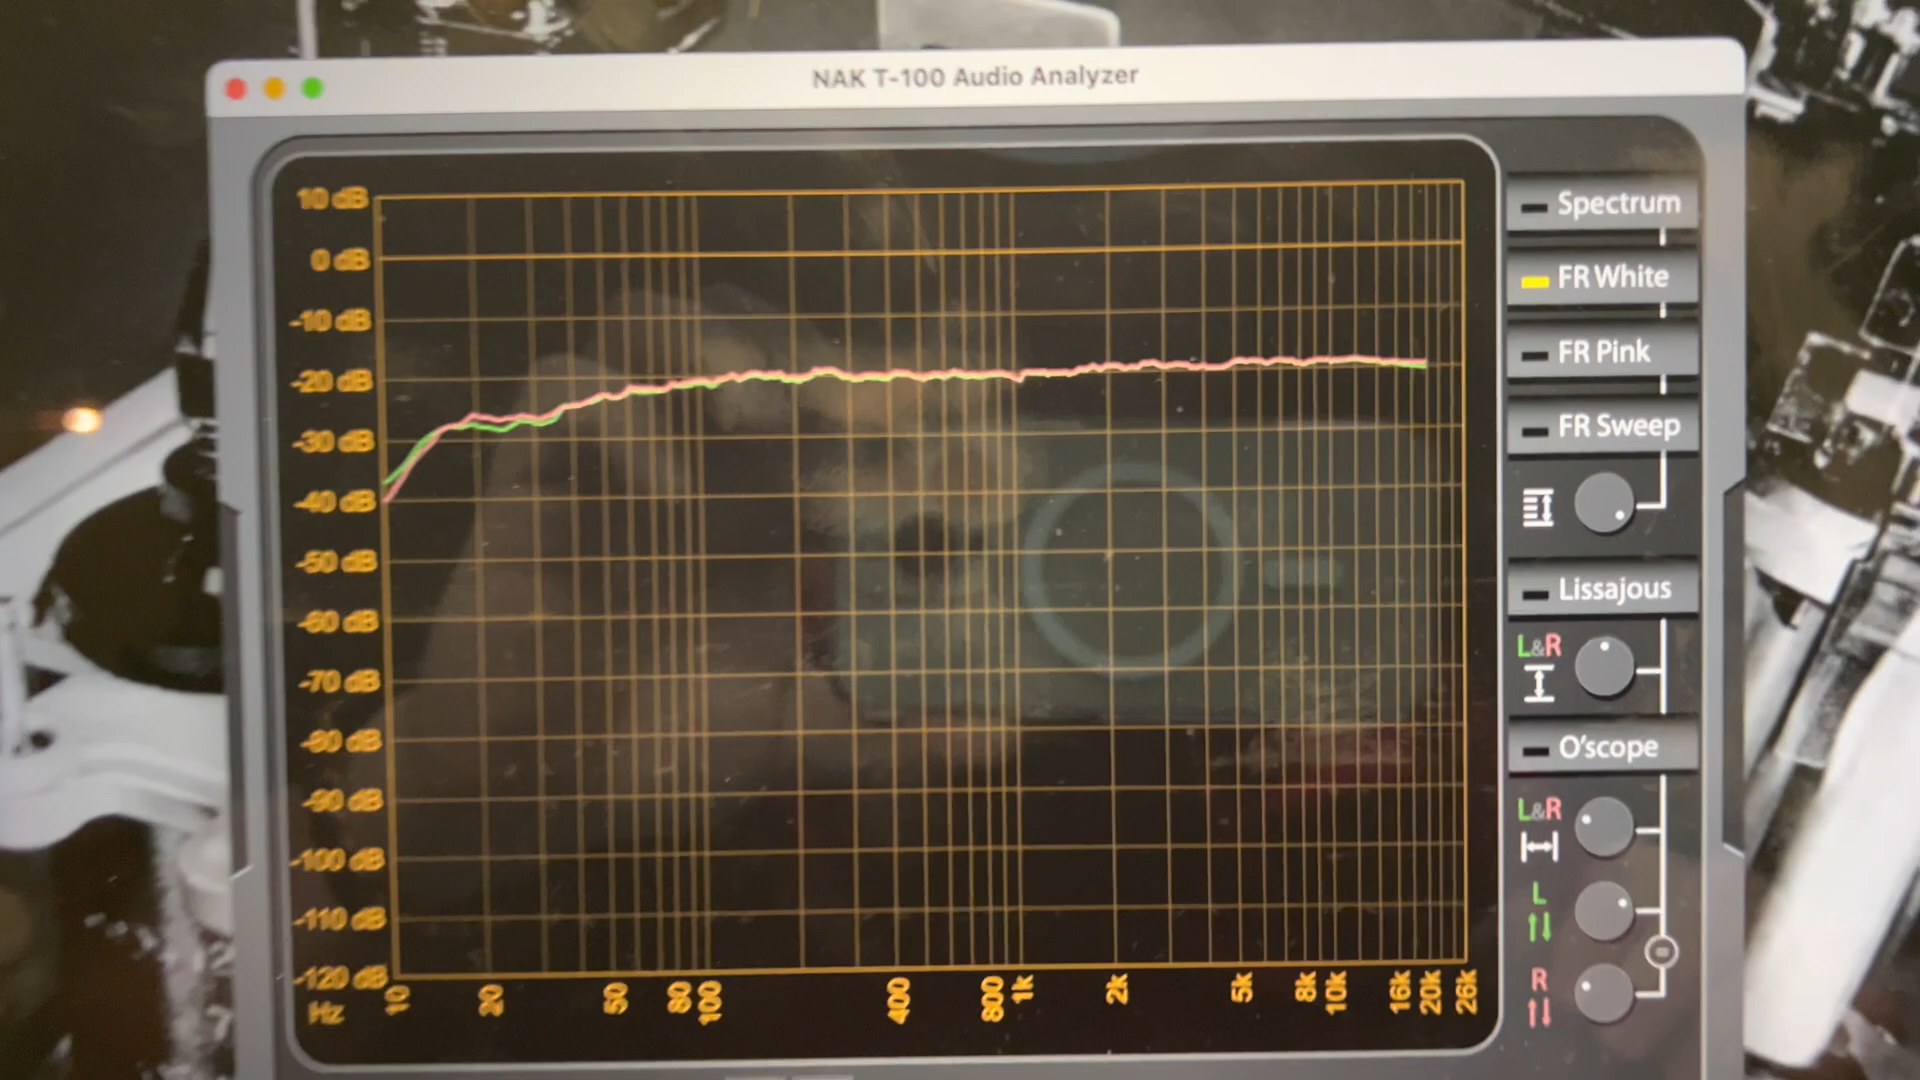 NAK T-100 Audio Analyzer
10 dB
0 dB
-10 dB
-20 dB
-30 dB
-40 dB
-50 dB
-60 dB
-70 dB
-80 dB
-90 dB
-100 dB
-110 dB
-120 dB
Hz
10 20 50 80 100 400 800 1k 2k 5k 8k 10k 16k 20k 26k
Spectrum
FR White
FR Pink
FR Sweep
Lissajous
L&R
O'scope
L&R
L
R